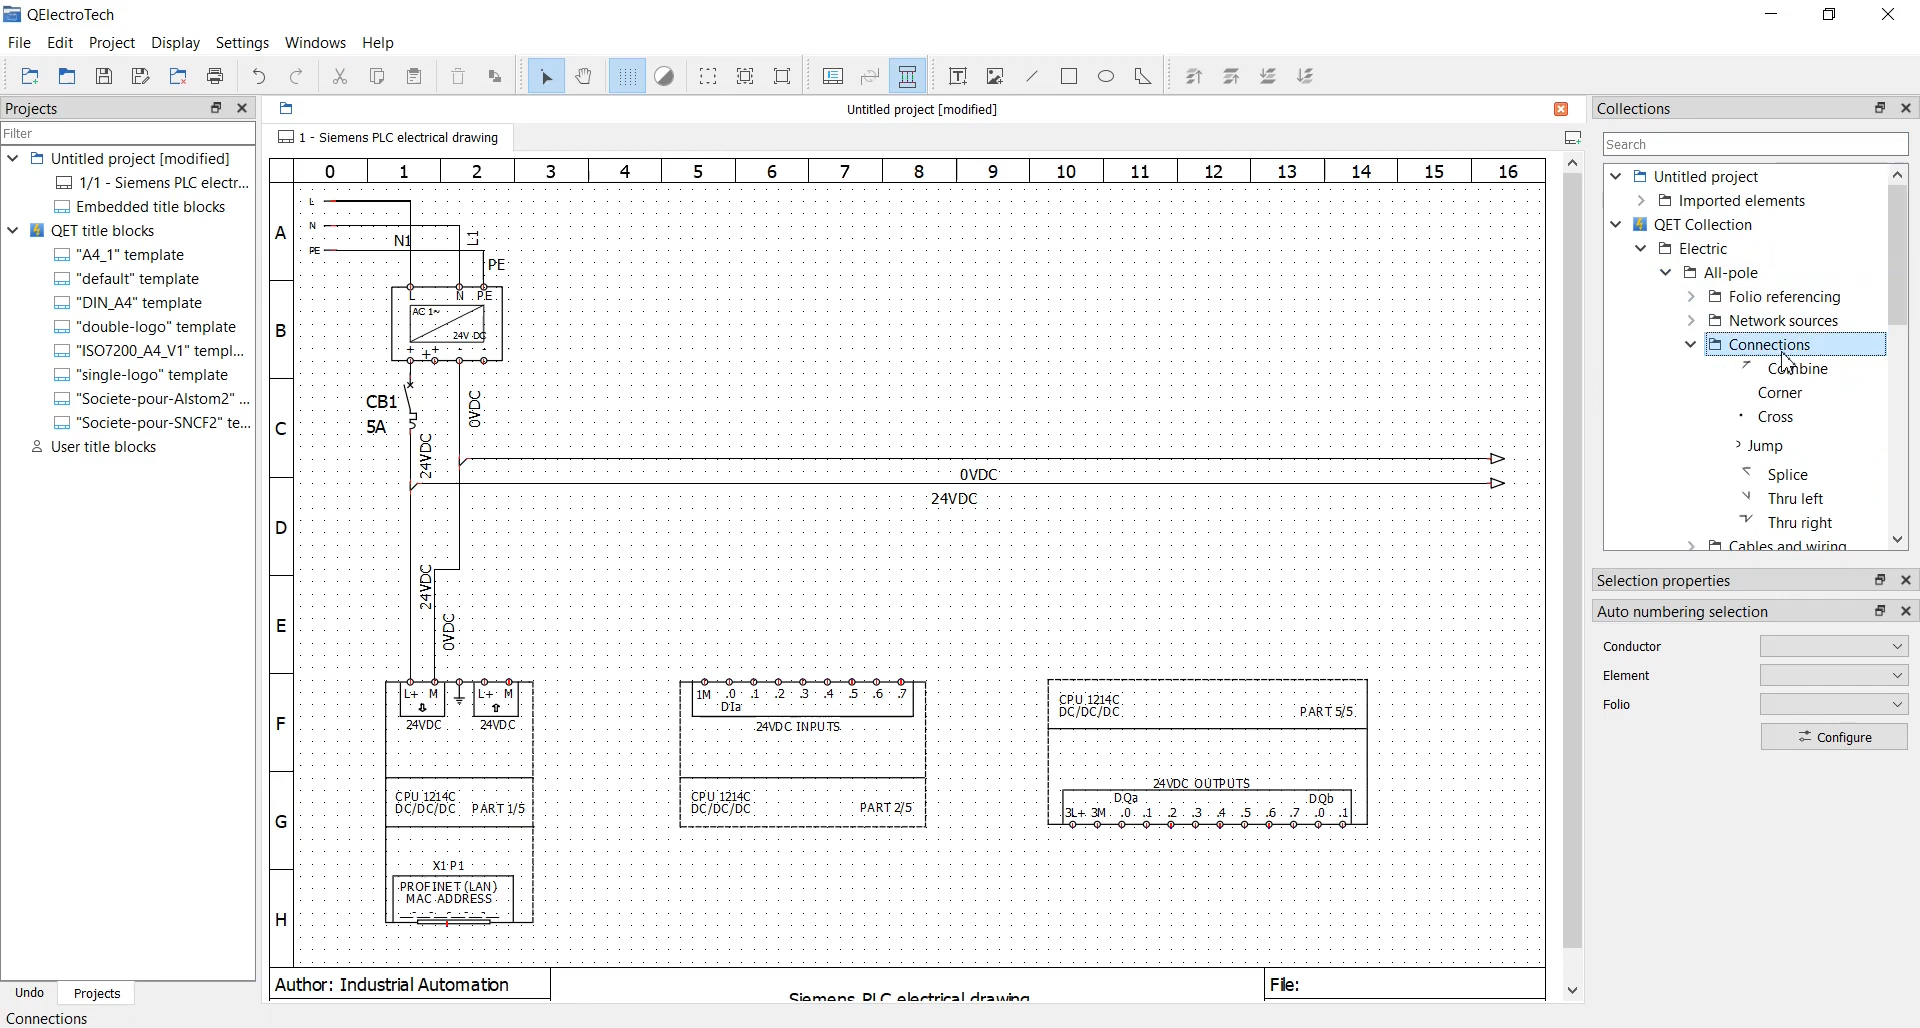 QElectroTech
File Edit Project Display Settings Windows Help
Projects
Filter
Untitled project [modified]
1/1 - Siemens PLC electr...
Embedded title blocks
QET title blocks
"A4_1" template
"default" template
"DIN_A4" template
"double-logo" template
"ISO7200_A4_V1" templ...
"single-logo" template
"Societe-pour-Alstom2" ...
"Societe-pour-SNCF2" te...
User title blocks
Undo Projects
Connections
Untitled project [modified]
1 - Siemens PLC electrical drawing
0 1 2 3 4 5 6 7 8 9 10 11 12 13 14 15 16
A
B
C
D
E
F
G
H
L
N
PE
N1
L1
PE
L N PE
AC 1~
24V DC
+ + - -
CB1
5A
24VDC
0VDC
0VDC
24VDC
24VDC
0VDC
L+ M L+ M
24VDC 24VDC
CPU 1214C
DC/DC/DC PART 1/5
X1 P1
PROFINET (LAN)
MAC ADDRESS
1M .0 .1 .2 .3 .4 .5 .6 .7
DIa
24VDC INPUTS
CPU 1214C
DC/DC/DC PART 2/5
CPU 1214C
DC/DC/DC PART 5/5
24VDC OUTPUTS
DQa DQb
3L+ 3M .0 .1 .2 .3 .4 .5 .6 .7 .0 .1
Author: Industrial Automation
Siemens PLC electrical drawing
File:
Collections
Search
Untitled project
Imported elements
QET Collection
Electric
All-pole
Folio referencing
Network sources
Connections
Combine
Corner
Cross
Jump
Splice
Thru left
Thru right
Cables and wiring
Selection properties
Auto numbering selection
Conductor
Element
Folio
Configure